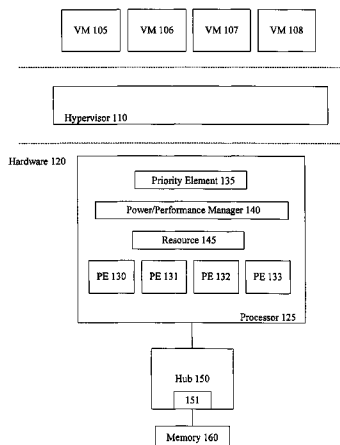 VM 105 VM 106 VM 107 VM 108
Hypervisor 110
Hardware 120
Priority Element 135
Power/Performance Manager 140
Resource 145
PE 130 PE 131 PE 132 PE 133
Processor 125
Hub 150
151
Memory 160